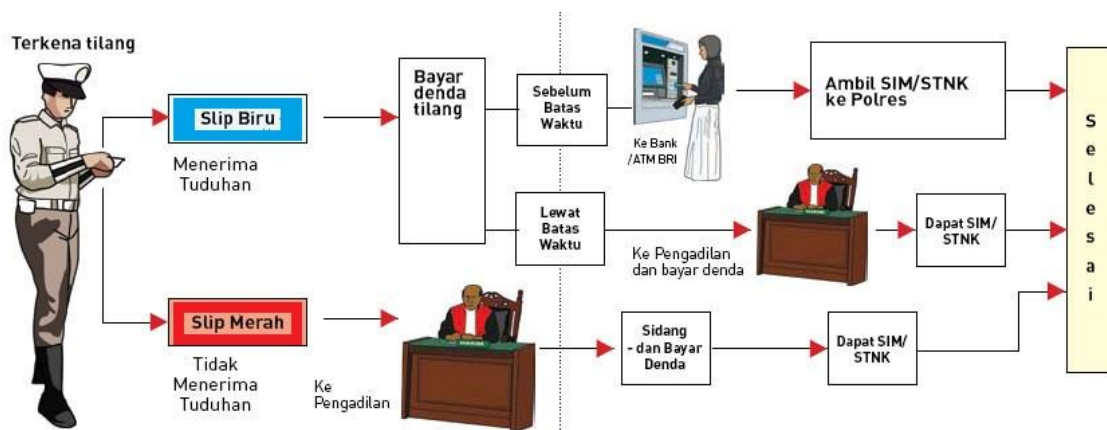 Terkena tilang
Slip Biru
Menerima
Tuduhan
Bayar
denda
tilang
Sebelum
Batas
Waktu
Ke Bank
/ATM BRI
Ambil SIM/STNK
ke Polres
Lewat
Batas
Waktu
Ke Pengadilan
dan bayar denda
Dapat SIM/
STNK
Slip Merah
Tidak
Menerima
Tuduhan
Ke
Pengadilan
HAKIM
Sidang
- dan Bayar
Denda
Dapat SIM/
STNK
S
e
l
e
s
a
i